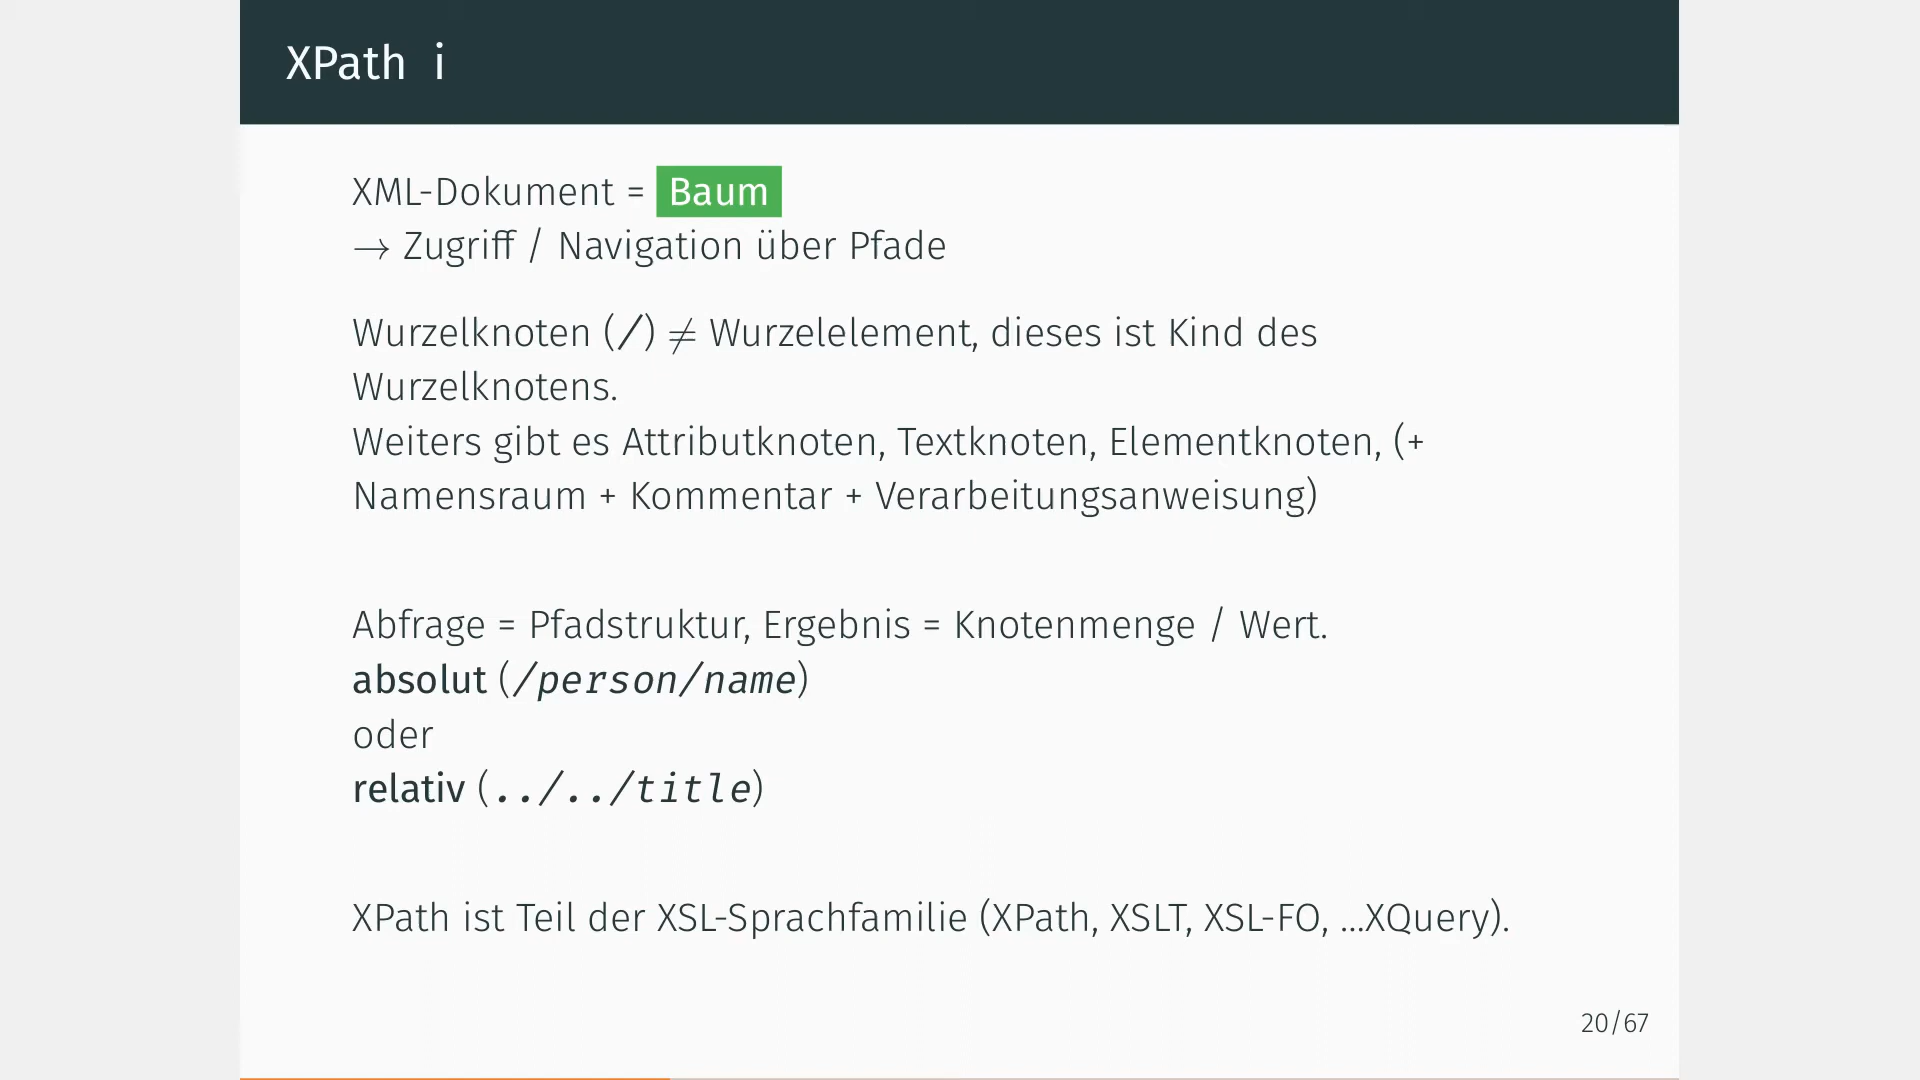 XPath i
XML-Dokument = Baum
→ Zugriff / Navigation über Pfade
Wurzelknoten (/) ≠ Wurzelelement, dieses ist Kind des
Wurzelknotens.
Weiters gibt es Attributknoten, Textknoten, Elementknoten, (+
Namensraum + Kommentar + Verarbeitungsanweisung)
Abfrage = Pfadstruktur, Ergebnis = Knotenmenge / Wert.
absolut (/person/name)
oder
relativ (../../title)
XPath ist Teil der XSL-Sprachfamilie (XPath, XSLT, XSL-FO, ...XQuery).
20/67